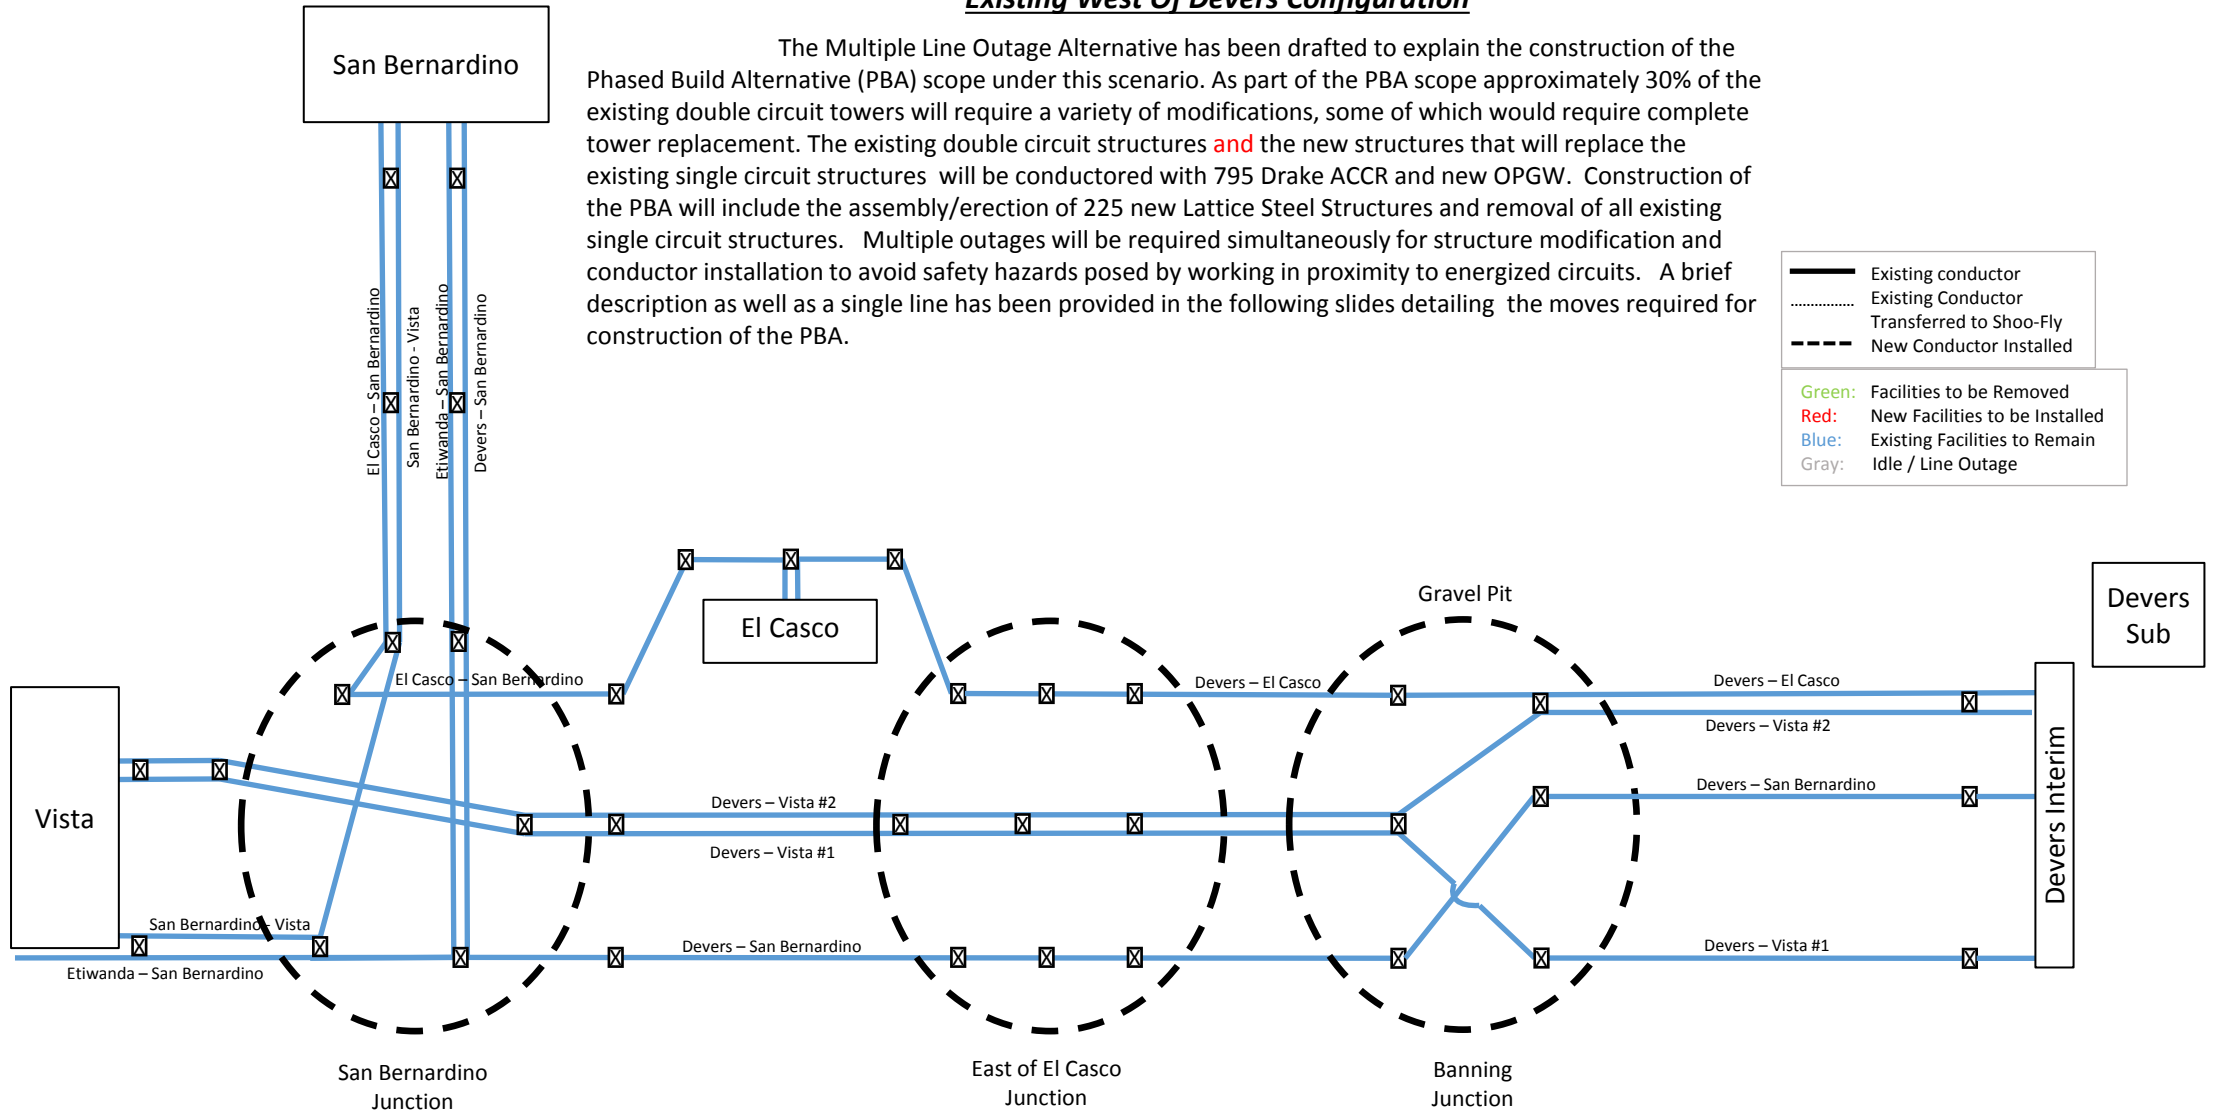 Existing West Of Devers Configuration
The Multiple Line Outage Alternative has been drafted to explain the construction of the
Phased Build Alternative (PBA) scope under this scenario. As part of the PBA scope approximately 30% of the
existing double circuit towers will require a variety of modifications, some of which would require complete
tower replacement. The existing double circuit structures and the new structures that will replace the
existing single circuit structures will be conductored with 795 Drake ACCR and new OPGW. Construction of
the PBA will include the assembly/erection of 225 new Lattice Steel Structures and removal of all existing
single circuit structures. Multiple outages will be required simultaneously for structure modification and
conductor installation to avoid safety hazards posed by working in proximity to energized circuits. A brief
description as well as a single line has been provided in the following slides detailing the moves required for
construction of the PBA.
San Bernardino
El Casco – San Bernardino
San Bernardino - Vista
Etiwanda – San Bernardino
Devers – San Bernardino
Existing conductor
Existing Conductor
Transferred to Shoo-Fly
New Conductor Installed
Green: Facilities to be Removed
Red: New Facilities to be Installed
Blue: Existing Facilities to Remain
Gray: Idle / Line Outage
El Casco
Gravel Pit
Devers
Sub
El Casco – San Bernardino
Devers – El Casco
Devers – El Casco
Devers – Vista #2
Vista
Devers – Vista #2
Devers – San Bernardino
Devers – Vista #1
Devers Interim
San Bernardino - Vista
Devers – San Bernardino
Devers – Vista #1
Etiwanda – San Bernardino
San Bernardino
Junction
East of El Casco
Junction
Banning
Junction